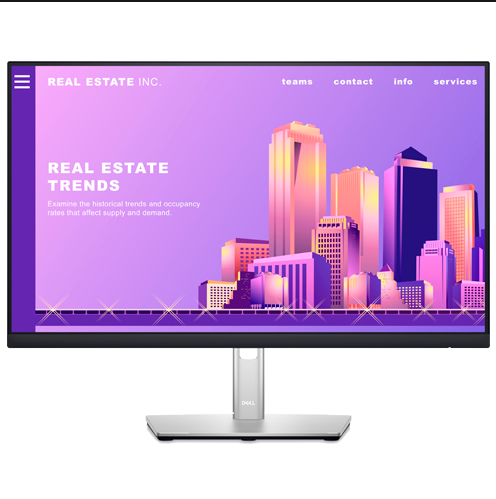 REAL ESTATE INC.
teams contact info services
REAL ESTATE
TRENDS
Examine the historical trends and occupancy
rates that affect supply and demand.
DELL